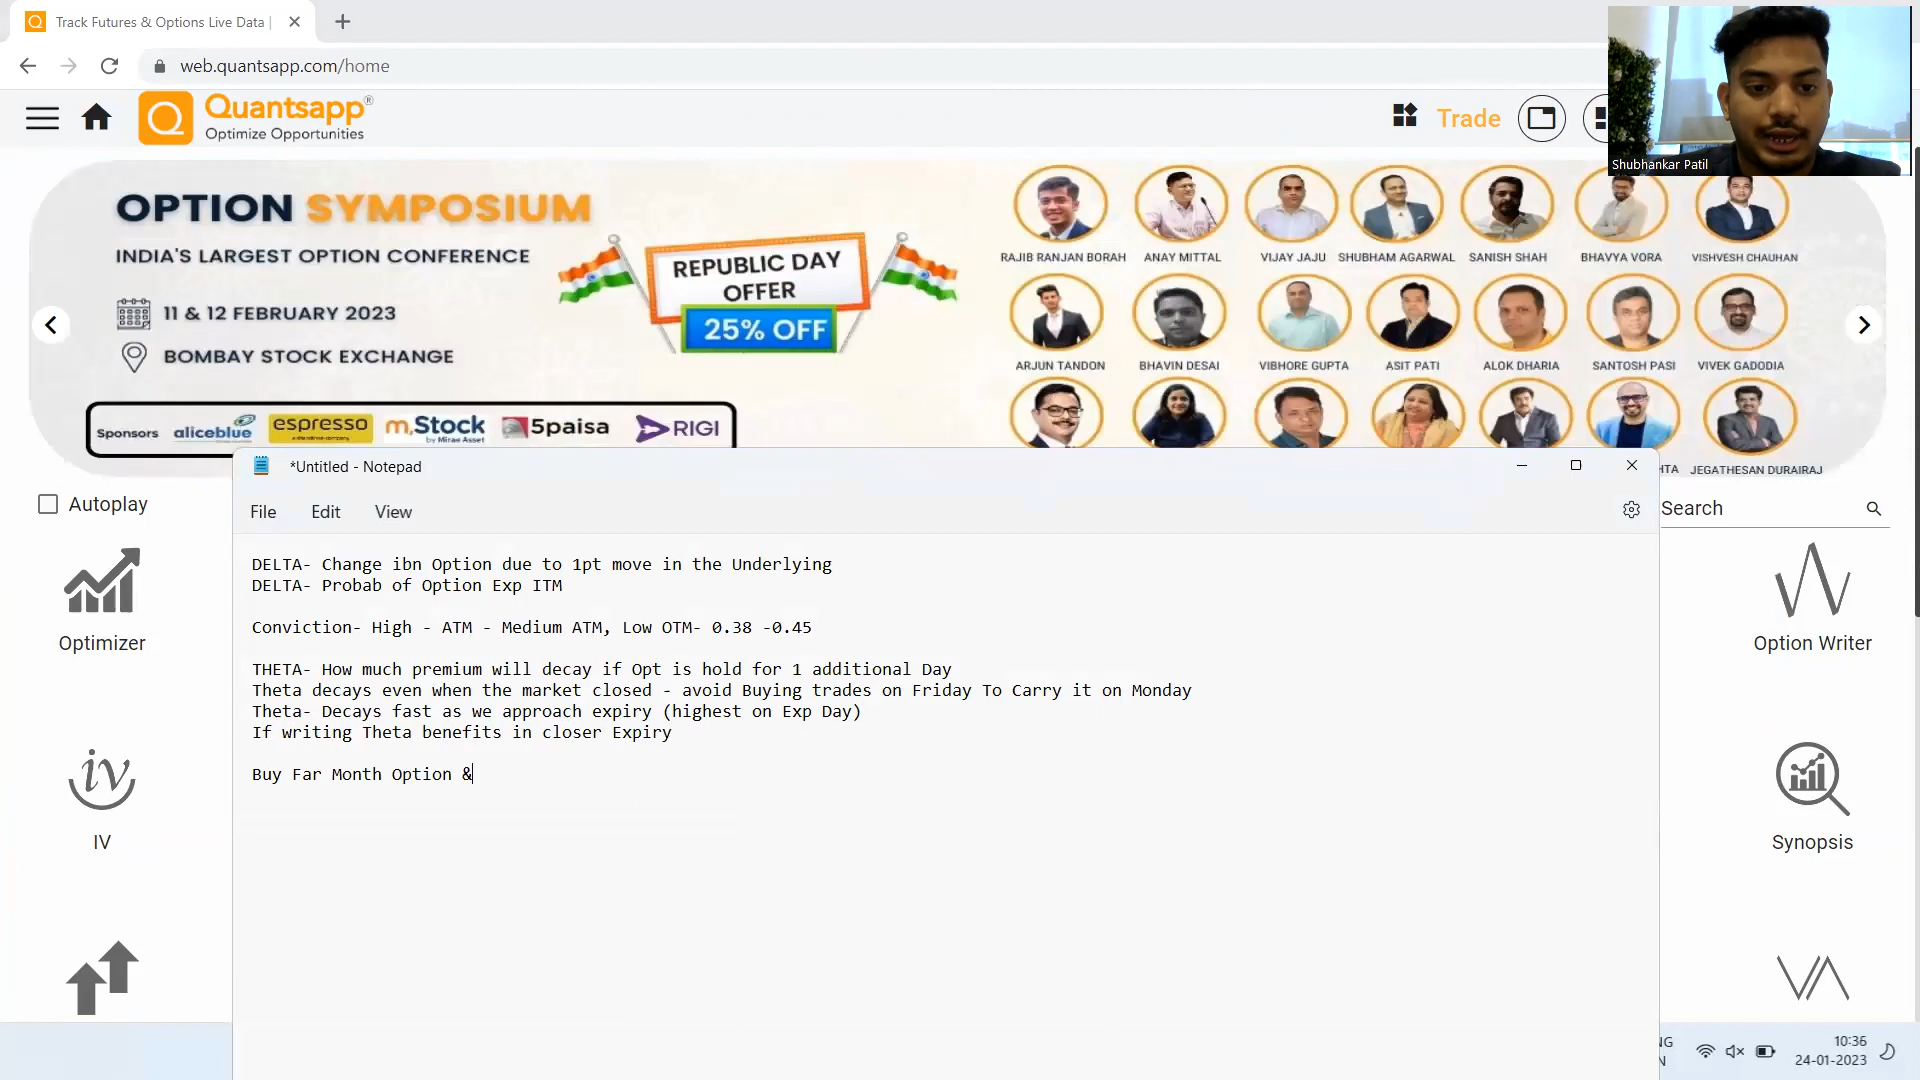 Track Futures & Options Live Data |
web.quantsapp.com/home
Quantsapp®
Optimize Opportunities
Trade
Shubhankar Patil
OPTION SYMPOSIUM
INDIA'S LARGEST OPTION CONFERENCE
11 & 12 FEBRUARY 2023
BOMBAY STOCK EXCHANGE
REPUBLIC DAY
OFFER
25% OFF
RAJIB RANJAN BORAH
ANAY MITTAL
VIJAY JAJU
SHUBHAM AGARWAL
SANISH SHAH
BHAVYA VORA
VISHVESH CHAUHAN
ARJUN TANDON
BHAVIN DESAI
VIBHORE GUPTA
ASIT PATI
ALOK DHARIA
SANTOSH PASI
VIVEK GADODIA
HTA
JEGATHESAN DURAIRAJ
Sponsors
aliceblue
espresso
m.Stock
by Mirae Asset
5paisa
RIGI
Autoplay
Search
Optimizer
IV
Option Writer
Synopsis
*Untitled - Notepad
File Edit View
DELTA- Change ibn Option due to 1pt move in the Underlying
DELTA- Probab of Option Exp ITM
Conviction- High - ATM - Medium ATM, Low OTM- 0.38 -0.45
THETA- How much premium will decay if Opt is hold for 1 additional Day
Theta decays even when the market closed - avoid Buying trades on Friday To Carry it on Monday
Theta- Decays fast as we approach expiry (highest on Exp Day)
If writing Theta benefits in closer Expiry
Buy Far Month Option &
NG
N
10:36
24-01-2023